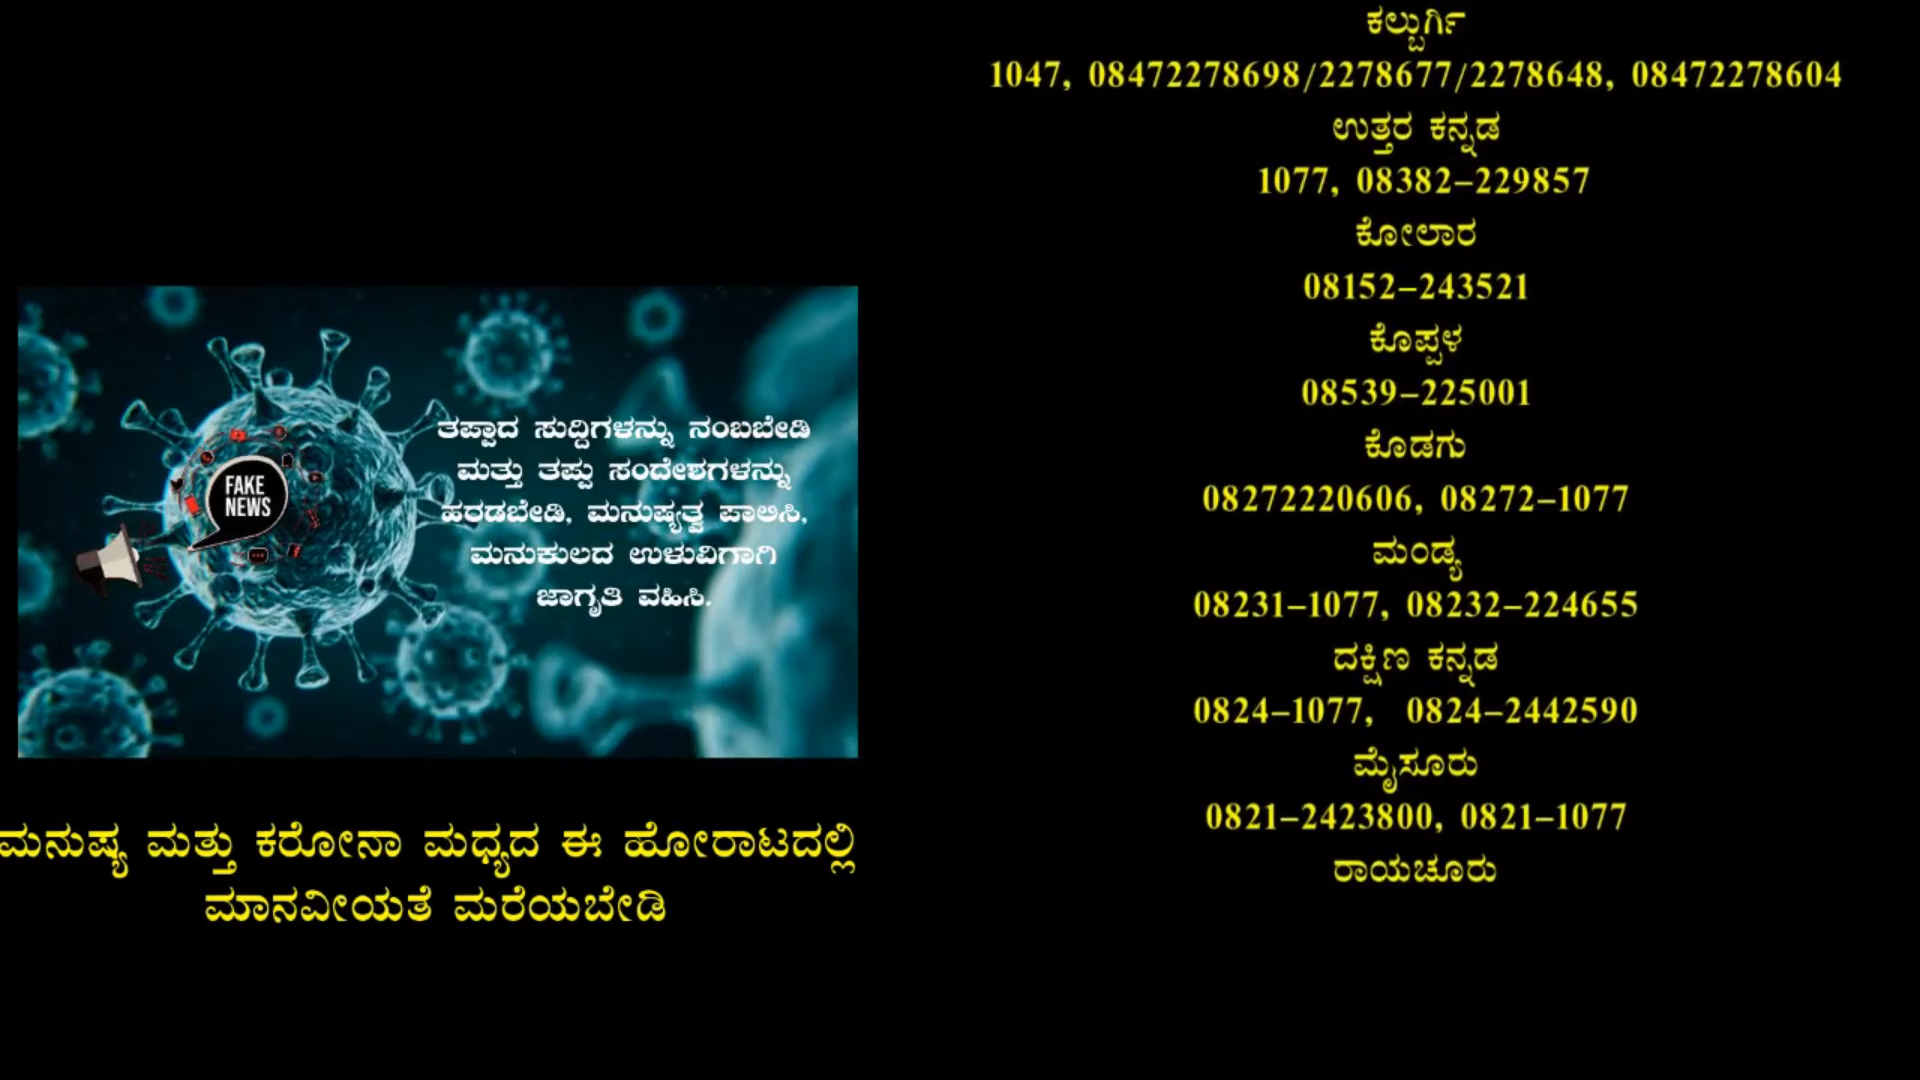 FAKE
NEWS
ತಪ್ಪಾದ ಸುದ್ದಿಗಳನ್ನು ನಂಬಬೇಡಿ
ಮತ್ತು ತಪ್ಪು ಸಂದೇಶಗಳನ್ನು
ಹರಡಬೇಡಿ, ಮನುಷ್ಯತ್ವ ಪಾಲಿಸಿ,
ಮನುಕುಲದ ಉಳುವಿಗಾಗಿ
ಜಾಗೃತಿ ವಹಿಸಿ.
ಮನುಷ್ಯ ಮತ್ತು ಕರೋನಾ ಮಧ್ಯದ ಈ ಹೋರಾಟದಲ್ಲಿ
ಮಾನವೀಯತೆ ಮರೆಯಬೇಡಿ
ಕಲ್ಬುರ್ಗಿ
1047, 08472278698/2278677/2278648, 08472278604
ಉತ್ತರ ಕನ್ನಡ
1077, 08382-229857
ಕೋಲಾರ
08152-243521
ಕೊಪ್ಪಳ
08539-225001
ಕೊಡಗು
08272220606, 08272-1077
ಮಂಡ್ಯ
08231-1077, 08232-224655
ದಕ್ಷಿಣ ಕನ್ನಡ
0824-1077, 0824-2442590
ಮೈಸೂರು
0821-2423800, 0821-1077
ರಾಯಚೂರು